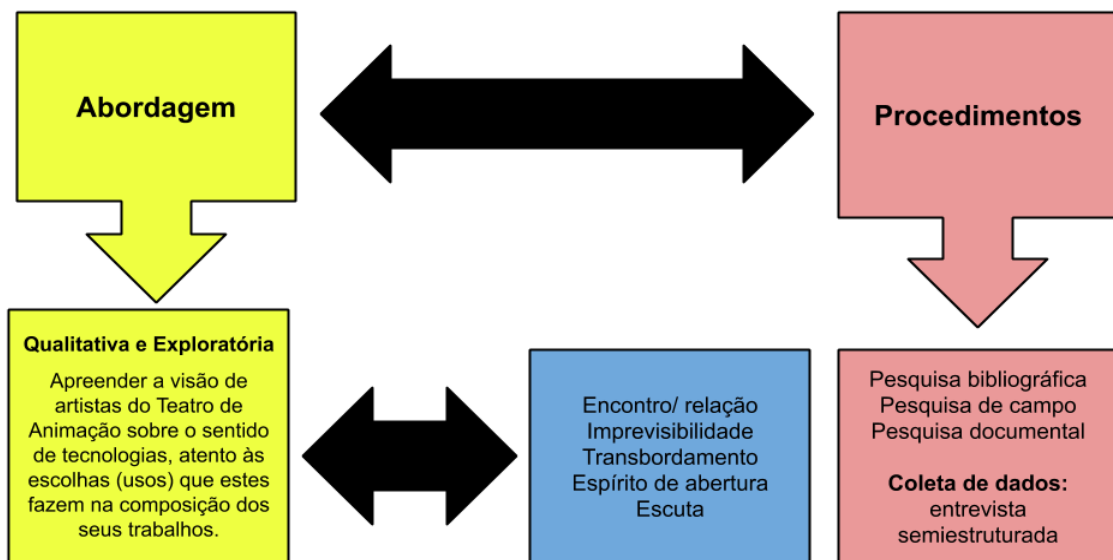 Abordagem
Procedimentos
Qualitativa e Exploratória
Apreender a visão de
artistas do Teatro de
Animação sobre o sentido
de tecnologias, atento às
escolhas (usos) que estes
fazem na composição dos
seus trabalhos.
Encontro/ relação
Imprevisibilidade
Transbordamento
Espírito de abertura
Escuta
Pesquisa bibliográfica
Pesquisa de campo
Pesquisa documental
Coleta de dados:
entrevista
semiestruturada